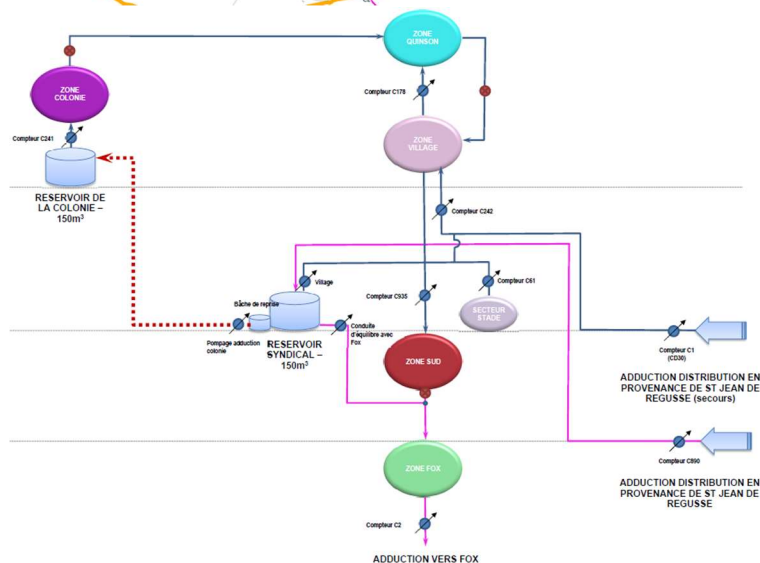 ZONE
QUINSON
ZONE
COLONIE
Compteur C178
Compteur C241
ZONE
VILLAGE
RESERVOIR DE
LA COLONIE –
150m³
Compteur C242
Village
Compteur C61
Bâche de reprise
Compteur C935
SECTEUR
STADE
Pompage adduction
colonie
RESERVOIR
SYNDICAL –
150m³
Conduite
d'équilibre avec
Fox
ZONE SUD
Compteur C1
(CD30)
ADDUCTION DISTRIBUTION EN
PROVENANCE DE ST JEAN DE
REGUSSE (secours)
Compteur C890
ZONE FOX
ADDUCTION DISTRIBUTION EN
PROVENANCE DE ST JEAN DE
REGUSSE
Compteur C2
ADDUCTION VERS FOX